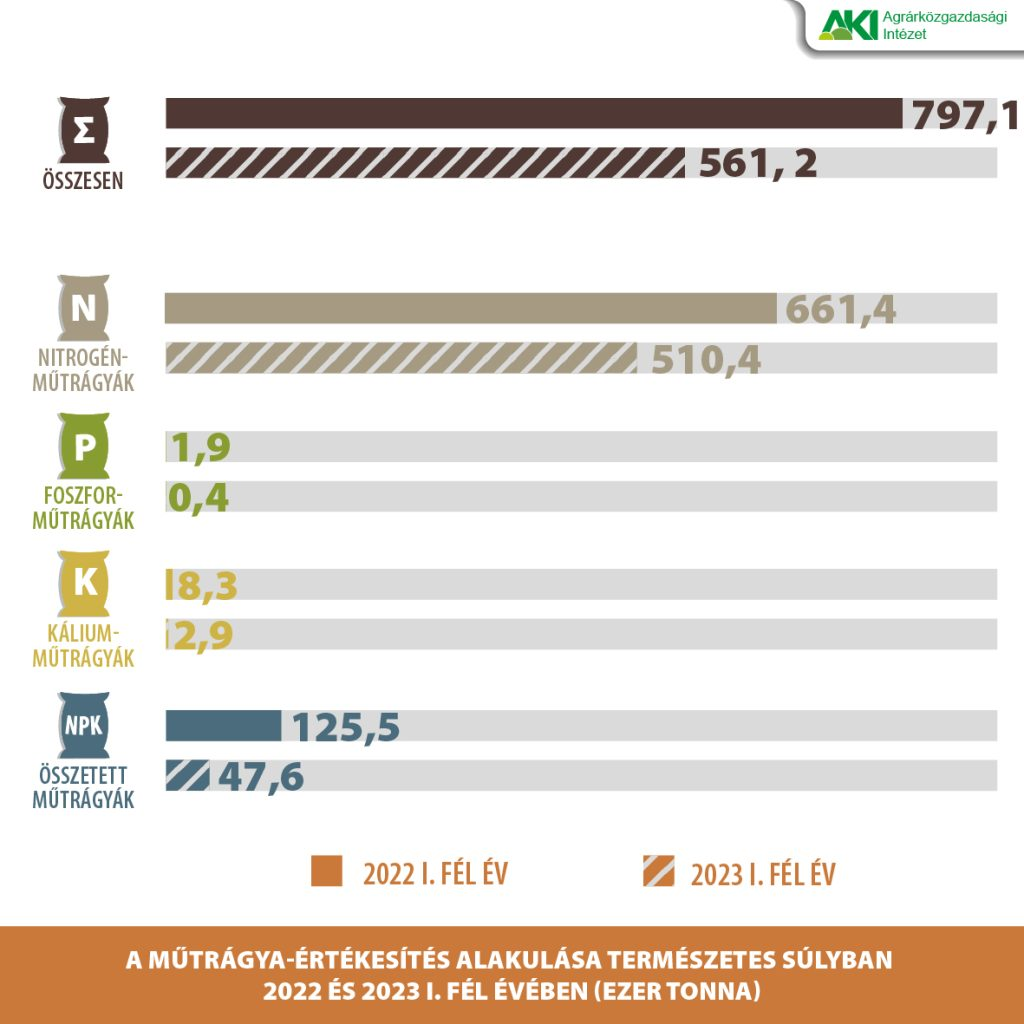 AKI Agrárközgazdasági
Intézet
Σ
ÖSSZESEN
797,1
561, 2
N
NITROGÉN-
MŰTRÁGYÁK
661,4
510,4
P
FOSZFOR-
MŰTRÁGYÁK
1,9
0,4
K
KÁLIUM-
MŰTRÁGYÁK
8,3
2,9
NPK
ÖSSZETETT
MŰTRÁGYÁK
125,5
47,6
2022 I. FÉL ÉV
2023 I. FÉL ÉV
A MŰTRÁGYA-ÉRTÉKESÍTÉS ALAKULÁSA TERMÉSZETES SÚLYBAN
2022 ÉS 2023 I. FÉL ÉVÉBEN (EZER TONNA)